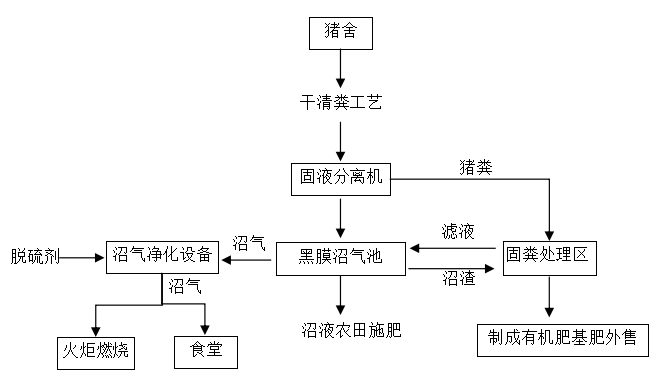 猪舍
干清粪工艺
固液分离机
猪粪
滤液
沼气
脱硫剂
沼气净化设备
黑膜沼气池
固粪处理区
沼渣
沼气
沼液农田施肥
制成有机肥基肥外售
火炬燃烧
食堂